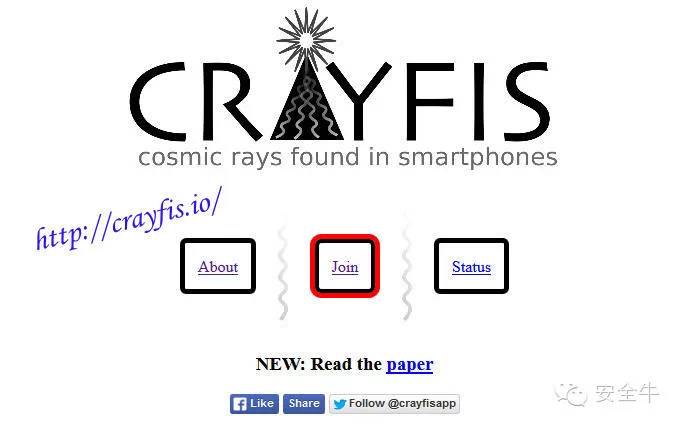 CRAYFIS
cosmic rays found in smartphones
http://crayfis.io/
About
Join
Status
NEW: Read the paper
Like
Share
Follow @crayfisapp
安全牛